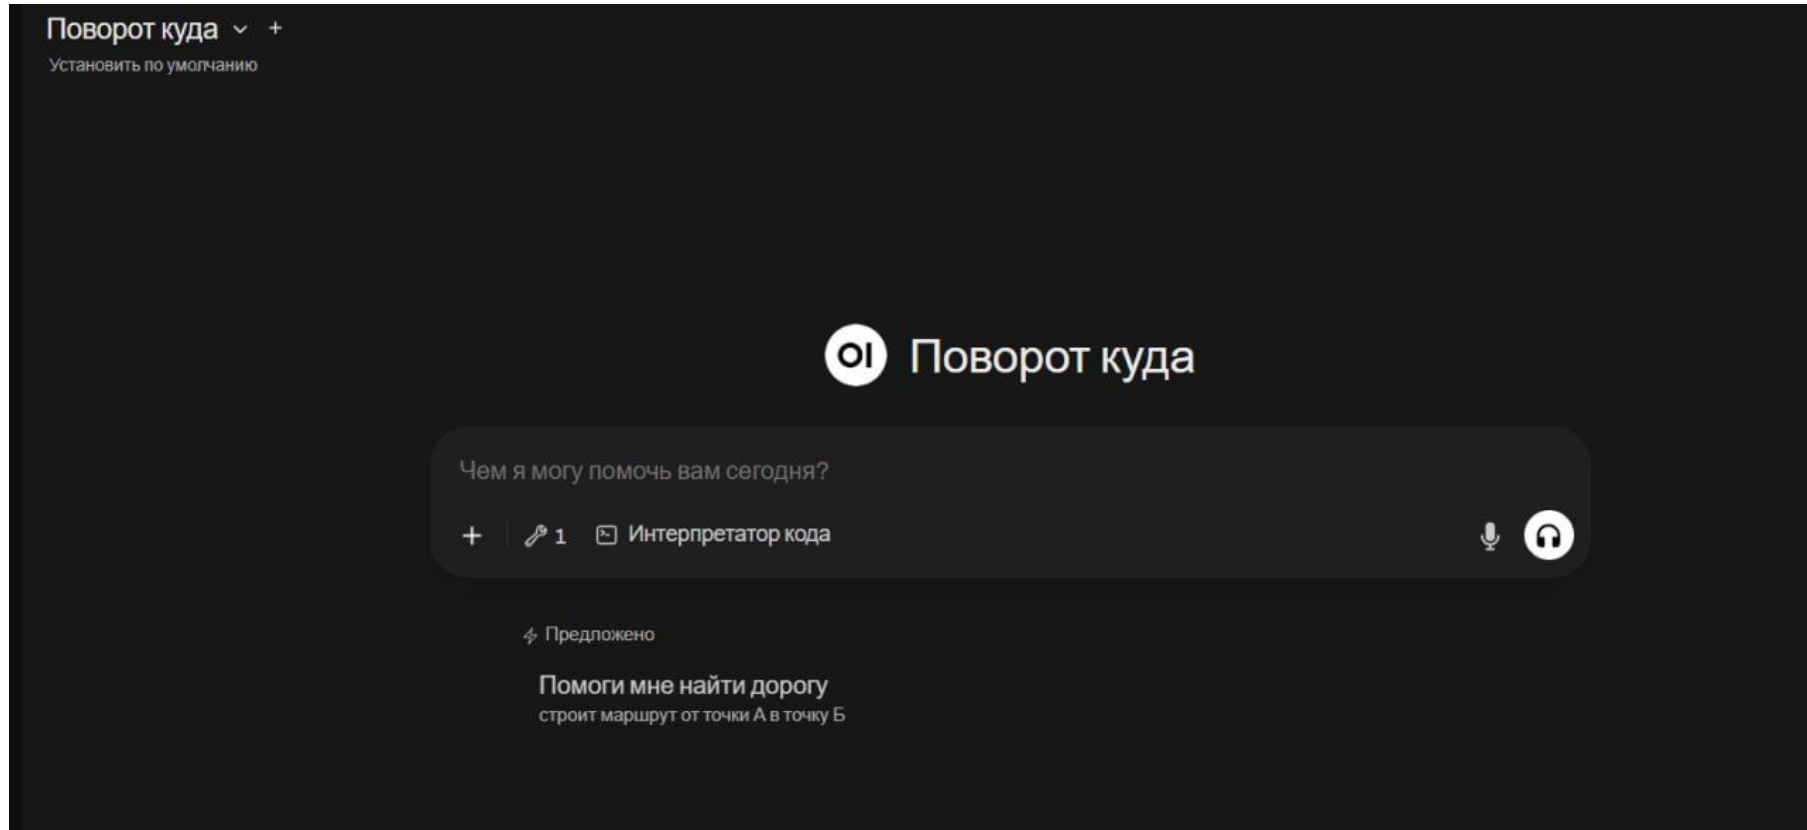 Поворот куда
Установить по умолчанию
OI Поворот куда
Чем я могу помочь вам сегодня?
1 Интерпретатор кода
Предложено
Помоги мне найти дорогу
строит маршрут от точки А в точку Б